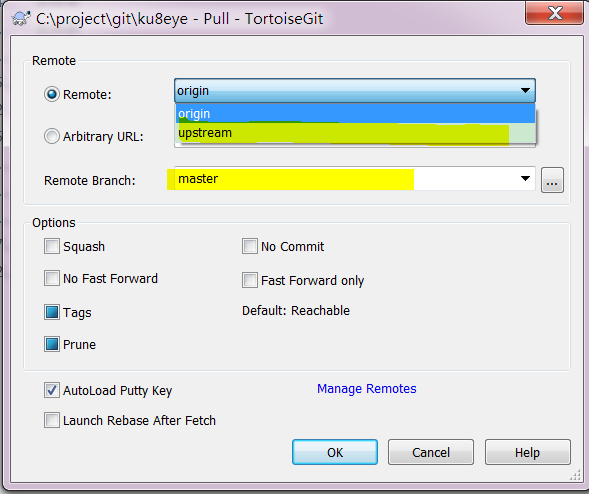 C:\project\git\ku8eye - Pull - TortoiseGit
Remote
Remote: origin
origin
Arbitrary URL: upstream
Remote Branch: master ...
Options
Squash No Commit
No Fast Forward Fast Forward only
Tags Default: Reachable
Prune
AutoLoad Putty Key Manage Remotes
Launch Rebase After Fetch
OK Cancel Help